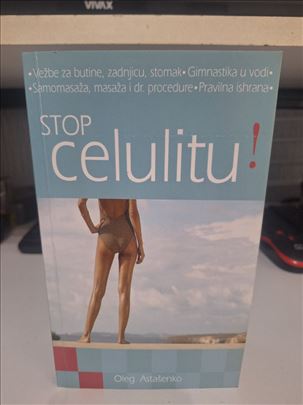 VIVAX
•Vežbe za butine, zadnjicu, stomak• Gimnastika u vodi•
•Samomasaža, masaža i dr. procedure•Pravilna ishrana•
STOP
celulitu!
Oleg Astašenko